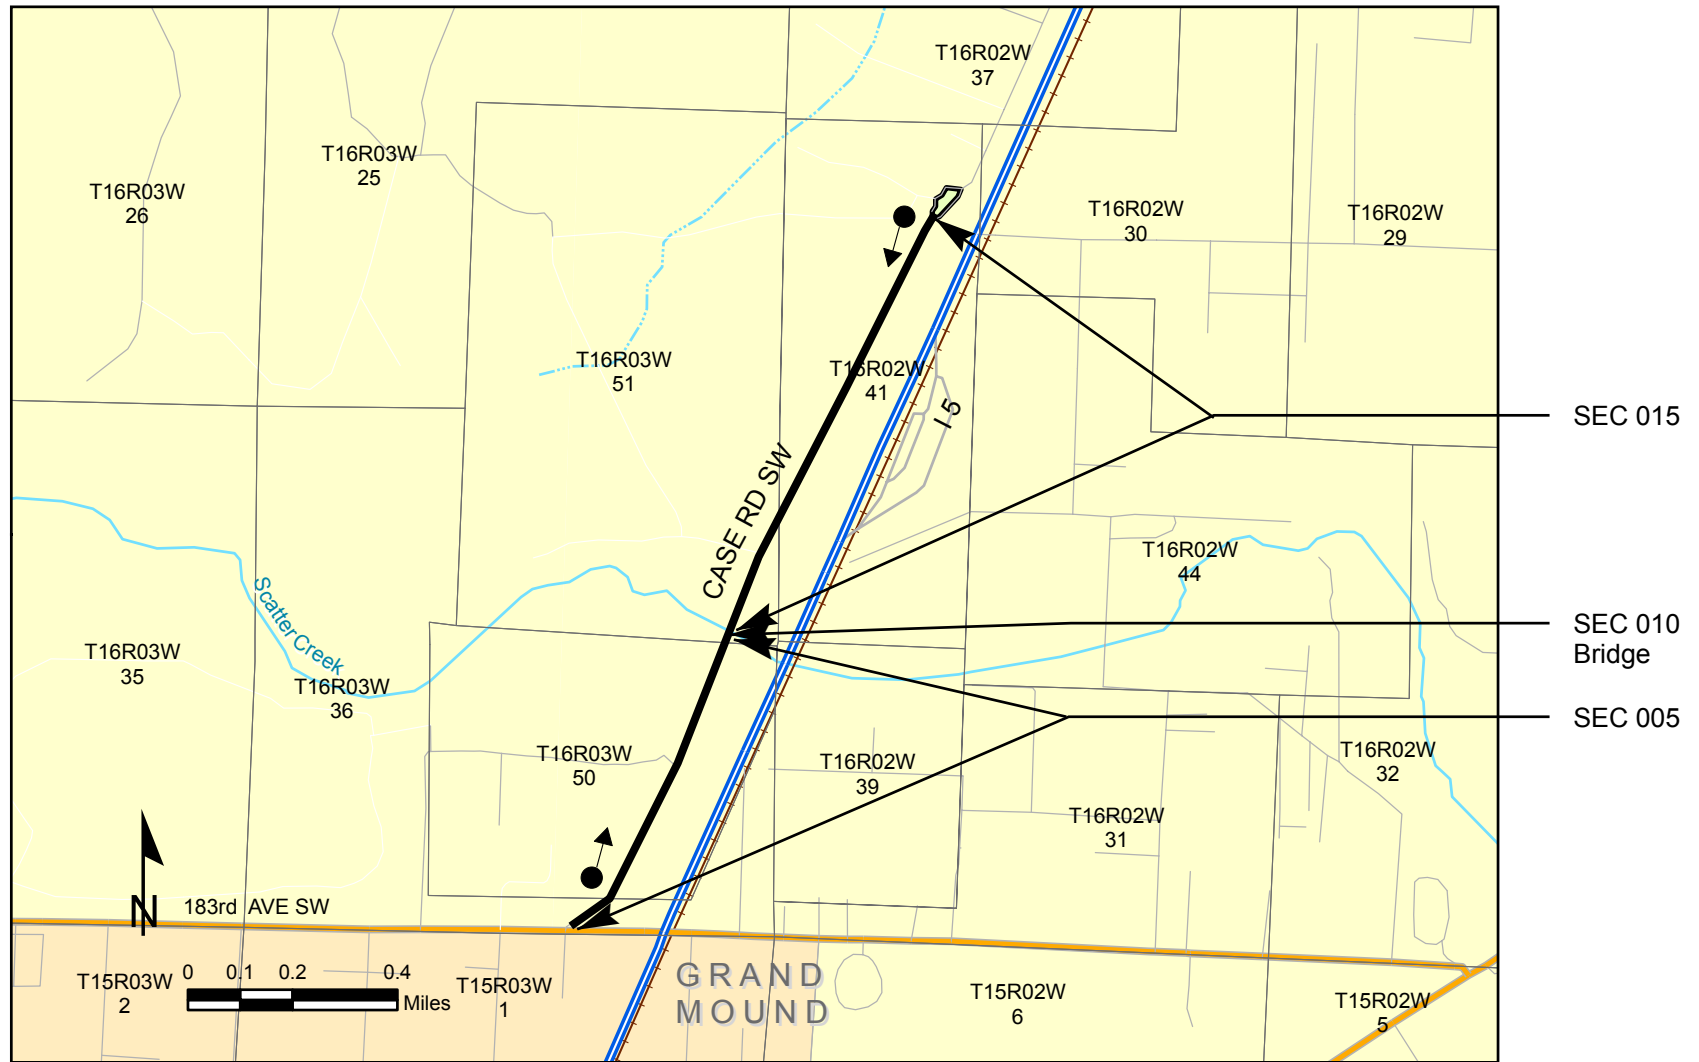 T16R02W
37
T16R03W
25
T16R03W
26
T16R02W
30
T16R02W
29
T16R03W
51
T16R02W
41
I 5
SEC 015
CASE RD SW
T16R02W
44
Scatter Creek
SEC 010
Bridge
T16R03W
35
T16R03W
36
SEC 005
T16R03W
50
T16R02W
39
T16R02W
32
T16R02W
31
N
183rd AVE SW
0 0.1 0.2 0.4
Miles
T15R03W
2
T15R03W
1
GRAND
MOUND
T15R02W
6
T15R02W
5